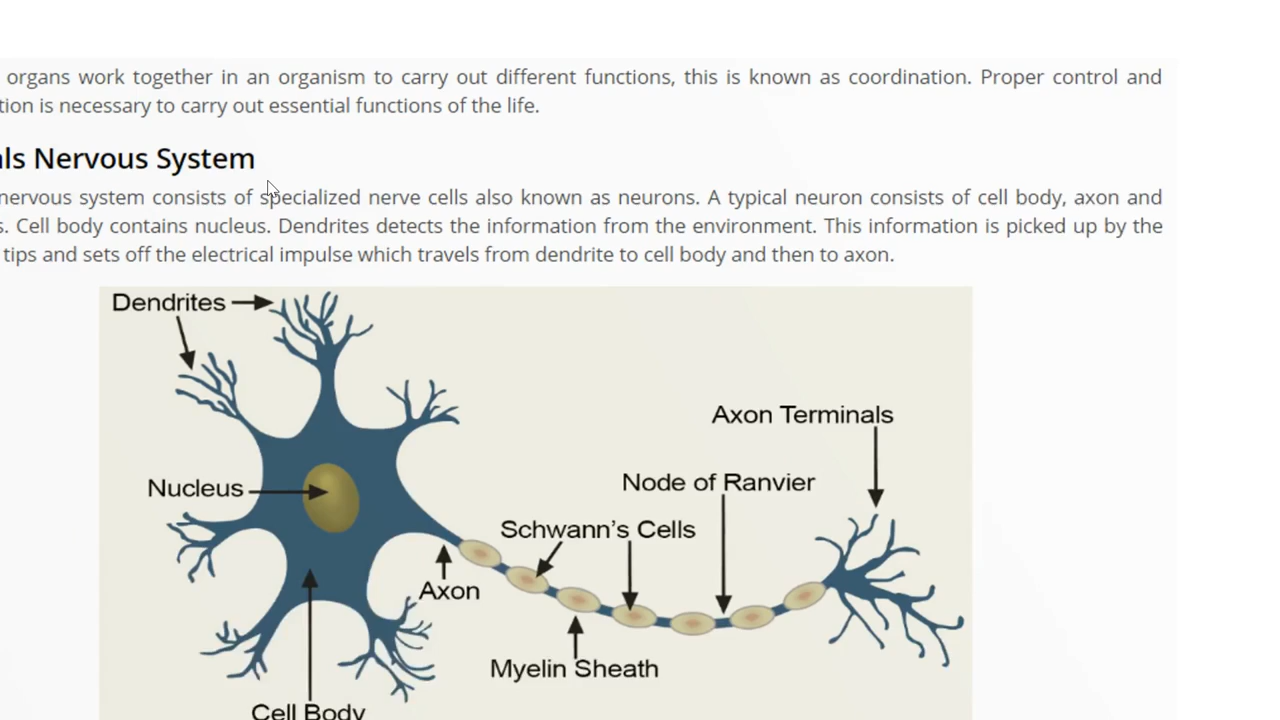 organs work together in an organism to carry out different functions, this is known as coordination. Proper control and
is necessary to carry out essential functions of the life.
Nervous System
nervous system consists of specialized nerve cells also known as neurons. A typical neuron consists of cell body, axon and
Cell body contains nucleus. Dendrites detects the information from the environment. This information is picked up by the
tips and sets off the electrical impulse which travels from dendrite to cell body and then to axon.
Dendrites
Axon Terminals
Node of Ranvier
Nucleus
Schwann's Cells
Axon
Myelin Sheath
Cell Body